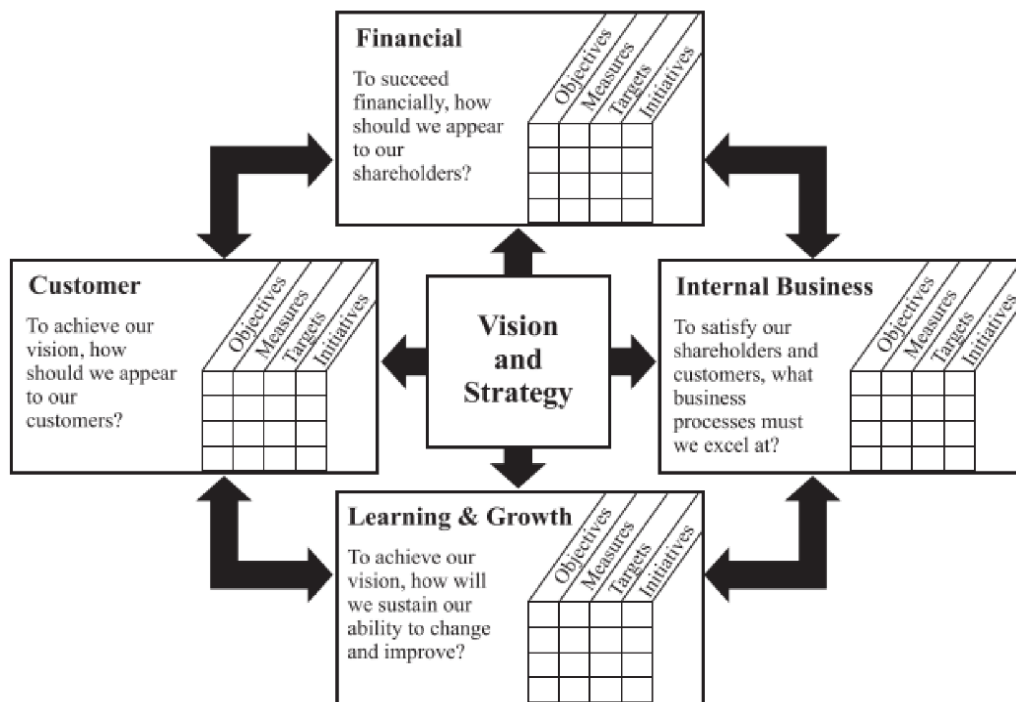 Financial
To succeed
financially, how
should we appear
to our
shareholders?
Objectives
Measures
Targets
Initiatives
Customer
To achieve our
vision, how
should we appear
to our
customers?
Objectives
Measures
Targets
Initiatives
Vision
and
Strategy
Internal Business
To satisfy our
shareholders and
customers, what
business
processes must
we excel at?
Objectives
Measures
Targets
Initiatives
Learning & Growth
To achieve our
vision, how will
we sustain our
ability to change
and improve?
Objectives
Measures
Targets
Initiatives